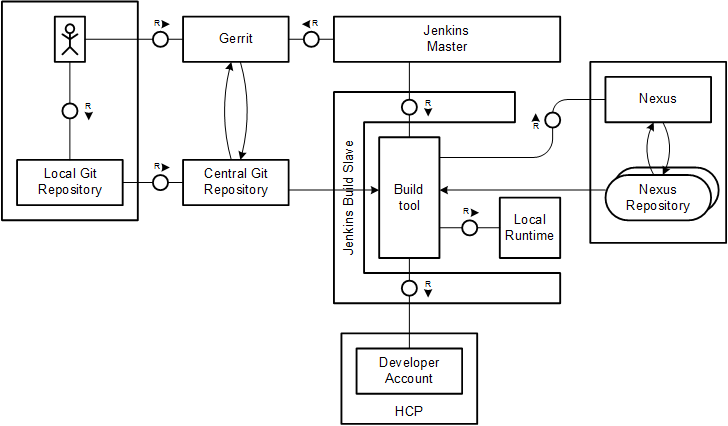 R
R
Gerrit
Jenkins
Master
R
R
R
Nexus
Local Git
Repository
R
Central Git
Repository
Jenkins Build Slave
Build
tool
R
Local
Runtime
Nexus
Repository
R
Developer
Account
HCP